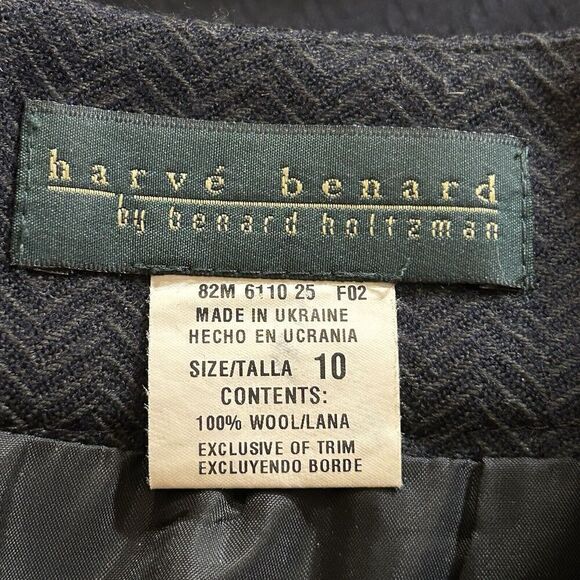 harvé benard
by benard holtzman
82M 6110 25 F02
MADE IN UKRAINE
HECHO EN UCRANIA
SIZE/TALLA 10
CONTENTS:
100% WOOL/LANA
EXCLUSIVE OF TRIM
EXCLUYENDO BORDE